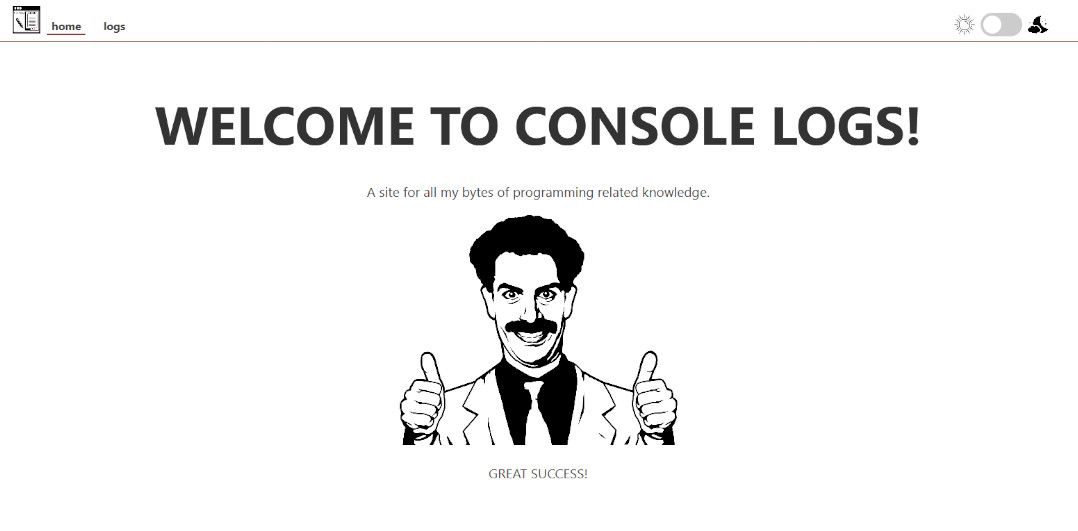 home logs
WELCOME TO CONSOLE LOGS!
A site for all my bytes of programming related knowledge.
GREAT SUCCESS!